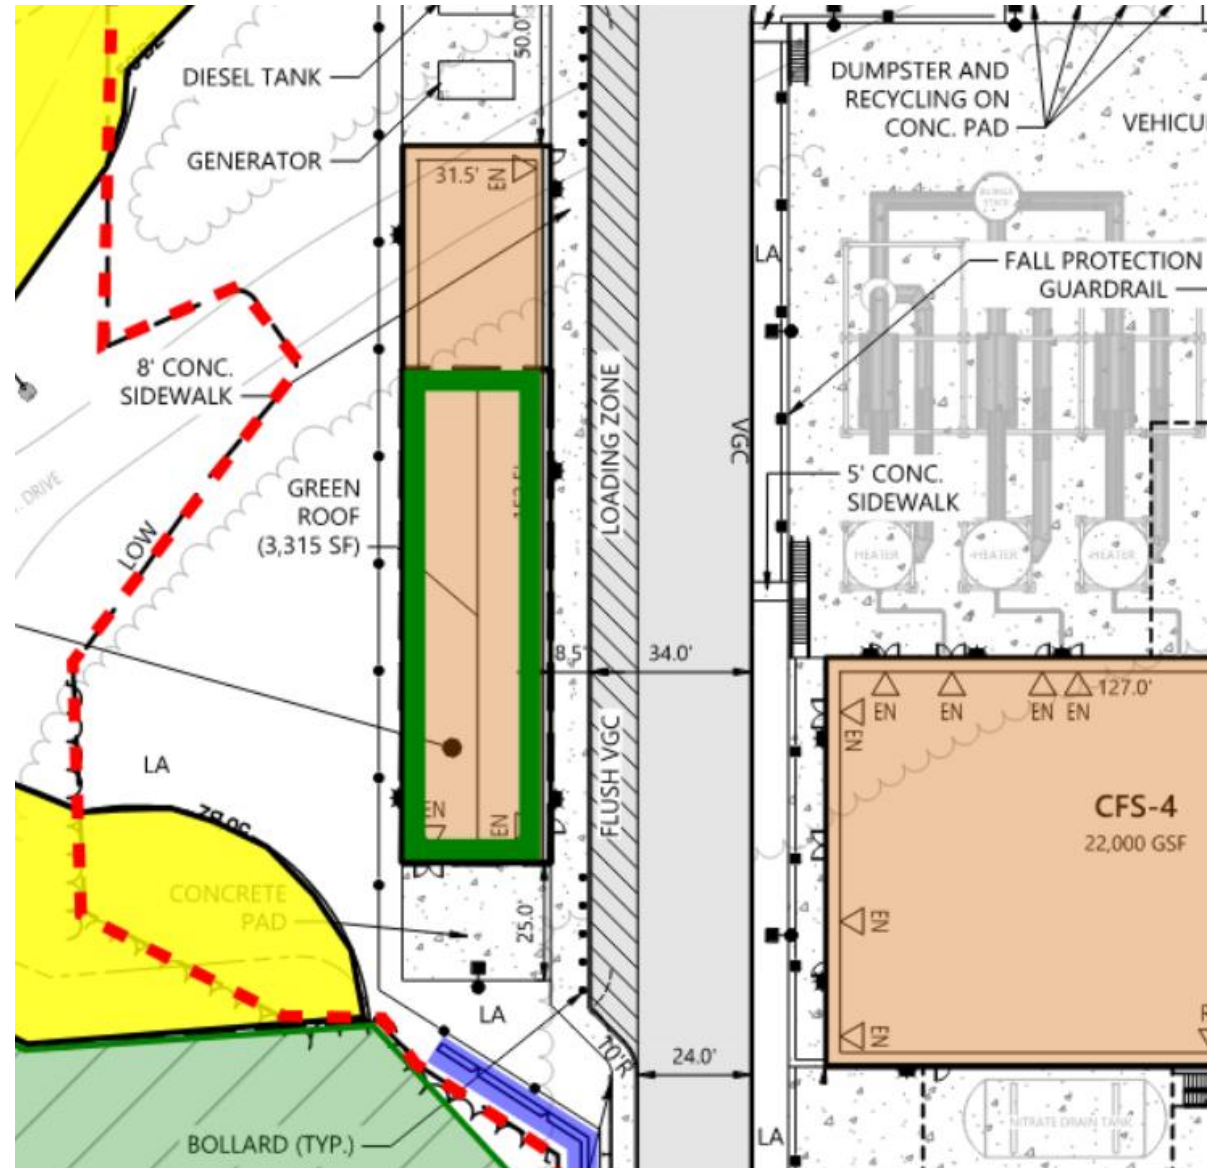 DIESEL TANK
GENERATOR
50.0'
31.5'
EN
DUMPSTER AND
RECYCLING ON
CONC. PAD
LA
FALL PROTECTION
GUARDRAIL
8' CONC.
SIDEWALK
DRIVE
LOW
GREEN
ROOF
(3,315 SF)
LOADING ZONE
VGC
5' CONC.
SIDEWALK
HEATER
HEATER
HEATER
8.5'
34.0'
FLUSH VGC
LA
EN
EN
127.0'
EN
EN
EN
EN
EN
CFS-4
22,000 GSF
CONCRETE
PAD
25.0'
EN
EN
LA
10'R
24.0'
BOLLARD (TYP.)
LA
NITRATE DRAIN TANK